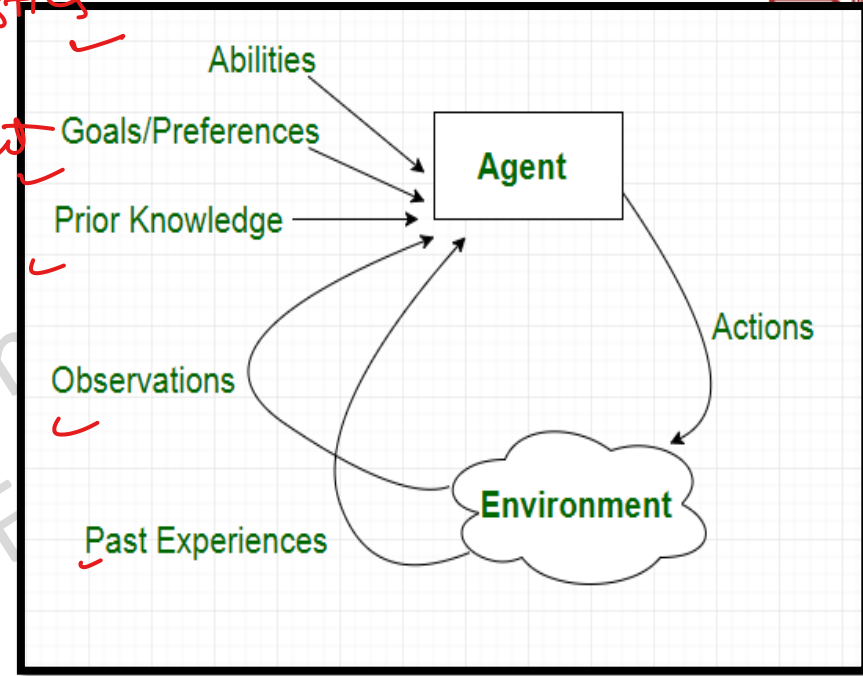 Abilities
Goals/Preferences
Agent
Prior Knowledge
Actions
Observations
Environment
Past Experiences